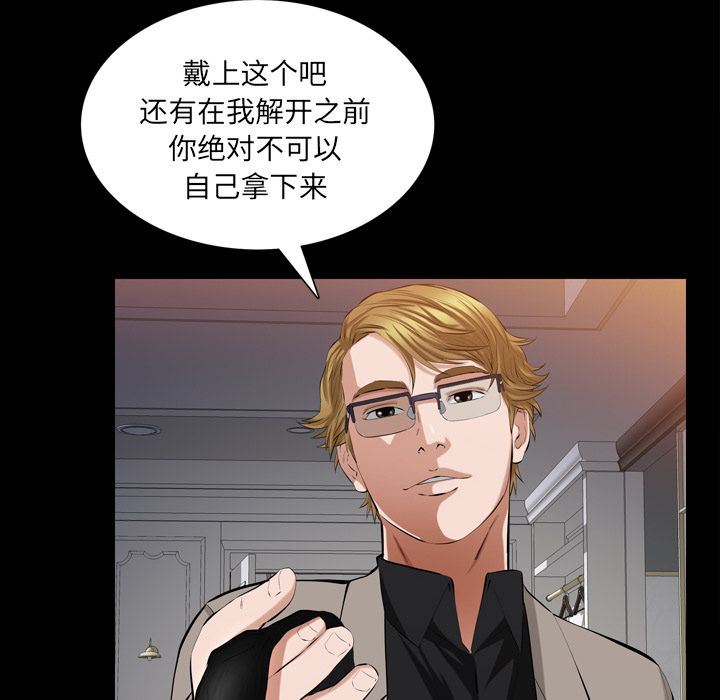 戴上这个吧
还有在我解开之前
你绝对不可以
自己拿下来